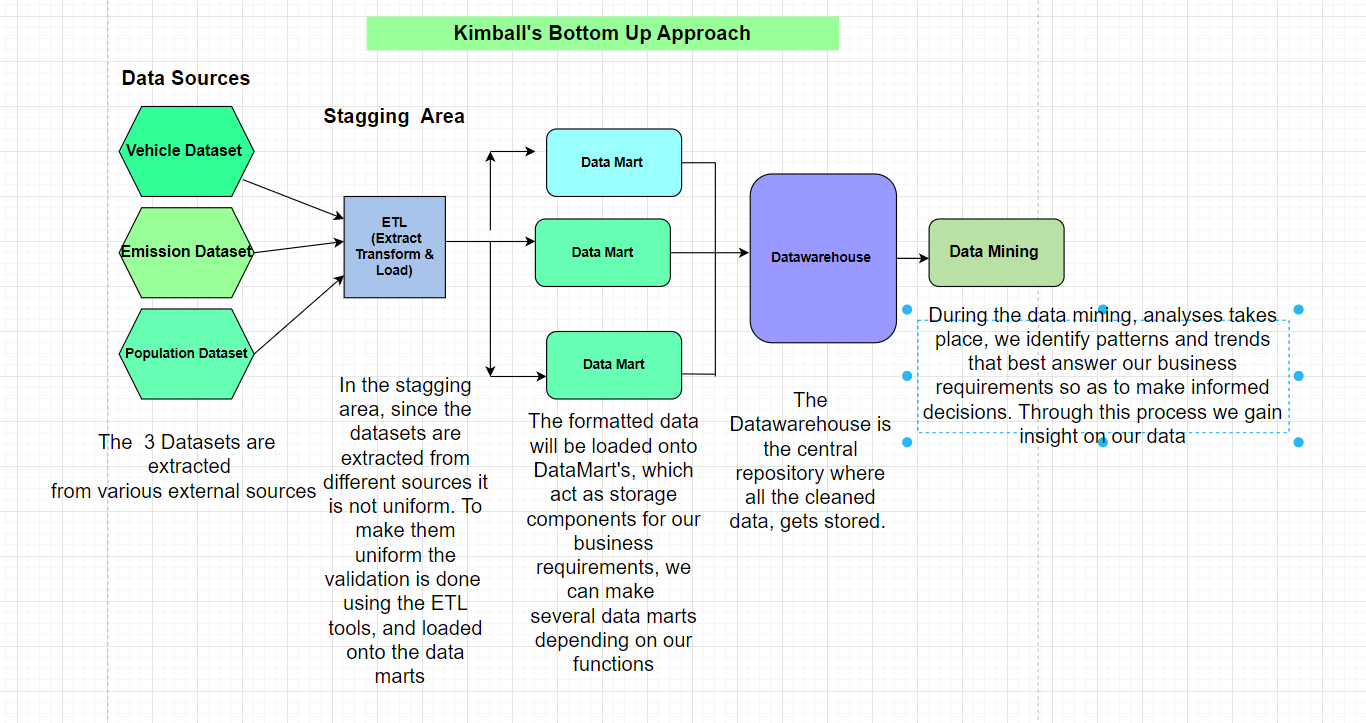 Kimball's Bottom Up Approach
Data Sources
Stagging  Area
Vehicle Dataset
Emission Dataset
Population Dataset
The  3 Datasets are
extracted
from various external sources
ETL
(Extract
Transform &
Load)
In the stagging
area, since the
datasets are
extracted from
different sources it
is not uniform. To
make them
uniform the
validation is done
using the ETL
tools, and loaded
onto the data
marts
Data Mart
Data Mart
Data Mart
The formatted data
will be loaded onto
DataMart's, which
act as storage
components for our
business
requirements, we
can make
several data marts
depending on our
functions
Datawarehouse
The
Datawarehouse is
the central
repository where
all the cleaned
data, gets stored.
Data Mining
During the data mining, analyses takes
place, we identify patterns and trends
that best answer our business
requirements so as to make informed
decisions. Through this process we gain
insight on our data